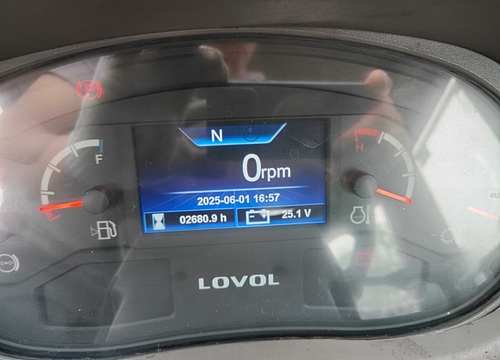 N
F
H
0rpm
2025-06-01 16:57
02680.9 h
25.1 V
LOVOL